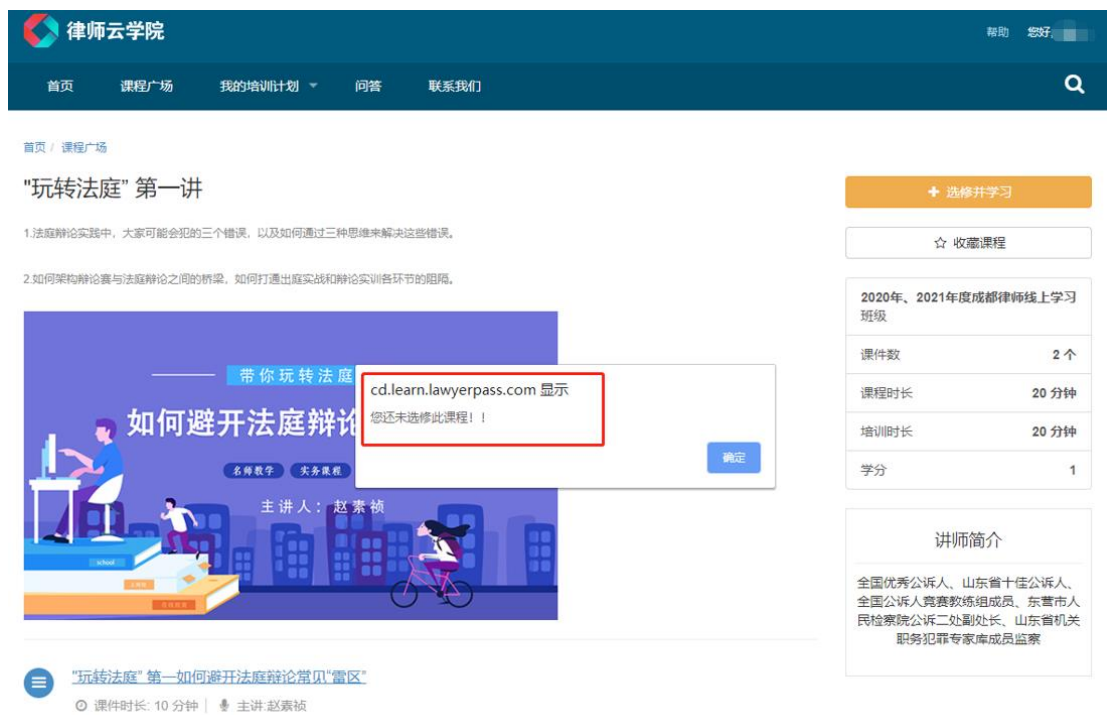 律师云学院
帮助 您好,
首页 课程广场 我的培训计划 问答 联系我们
首页 / 课程广场
"玩转法庭" 第一讲
选修并学习
1.法庭辩论实践中，大家可能会犯的三个错误，以及如何通过三种思维来解决这些错误。
收藏课程
2.如何架构辩论赛与法庭辩论之间的桥梁，如何打通出庭实战和辩论实训各环节的阻隔。
2020年、2021年度成都律师线上学习
班级
课件数 2 个
课程时长 20 分钟
培训时长 20 分钟
学分 1
带你玩转法庭
如何避开法庭辩论
名师教学 实务课程
主讲人：赵素祯
school
cd.learn.lawyerpass.com 显示
您还未选修此课程！！
确定
讲师简介
全国优秀公诉人、山东省十佳公诉人、
全国公诉人竞赛教练组成员、东营市人
民检察院公诉二处副处长、山东省机关
职务犯罪专家库成员监察
"玩转法庭" 第一如何避开法庭辩论常见"雷区"
课件时长: 10 分钟 主讲:赵素祯